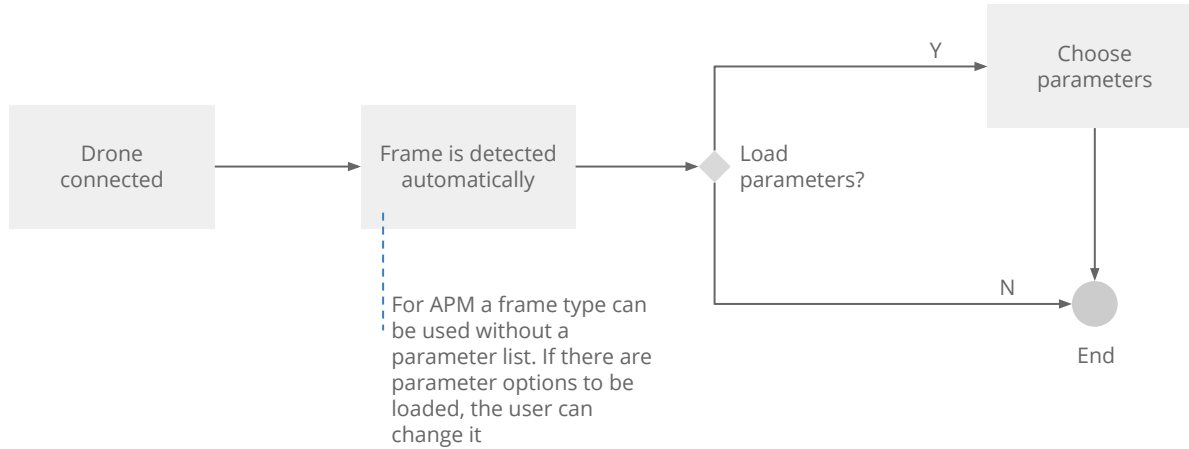 Drone
connected
Frame is detected
automatically
For APM a frame type can
be used without a
parameter list. If there are
parameter options to be
loaded, the user can
change it
Load
parameters?
Y
Choose
parameters
N
End